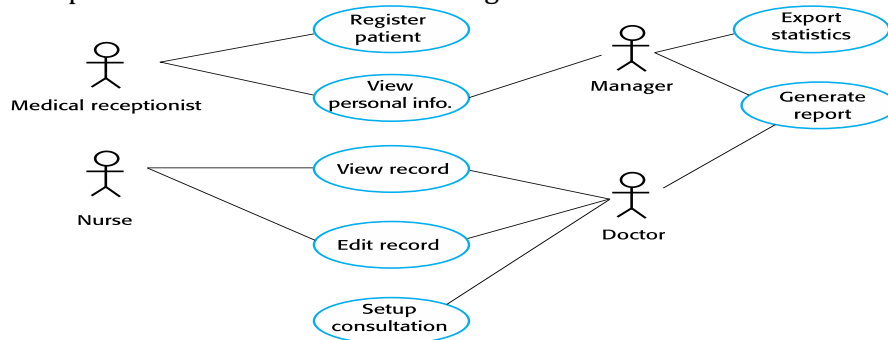 Register
patient
Export
statistics
Medical receptionist
View
personal info.
Manager
Generate
report
View record
Nurse
Edit record
Doctor
Setup
consultation